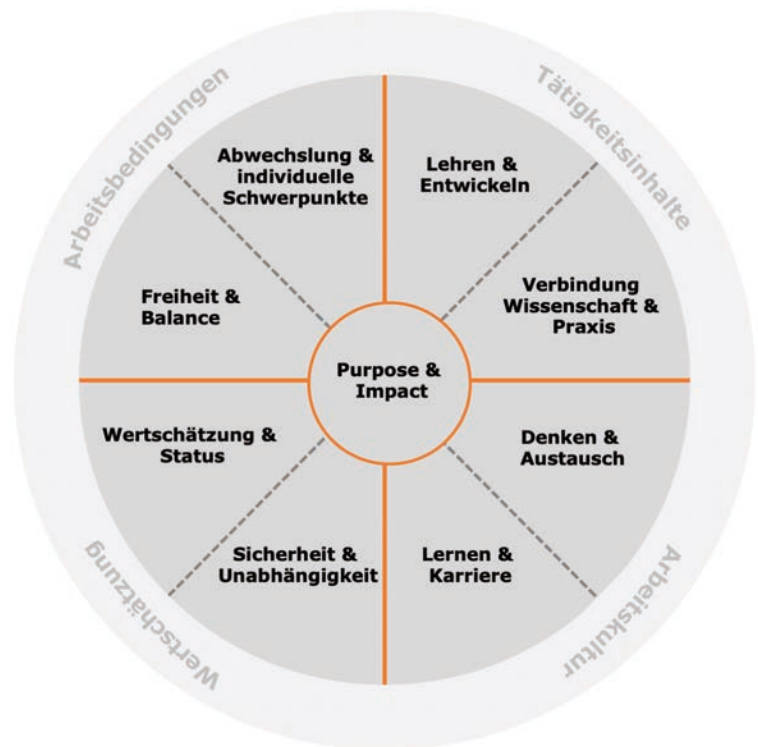 Arbeitsbedingungen
Tätigkeitsinhalte
Abwechslung &
individuelle
Schwerpunkte
Lehren &
Entwickeln
Freiheit &
Balance
Verbindung
Wissenschaft &
Praxis
Purpose &
Impact
Wertschätzung &
Status
Denken &
Austausch
Sicherheit &
Unabhängigkeit
Lernen &
Karriere
Wertschätzung
Arbeitskultur